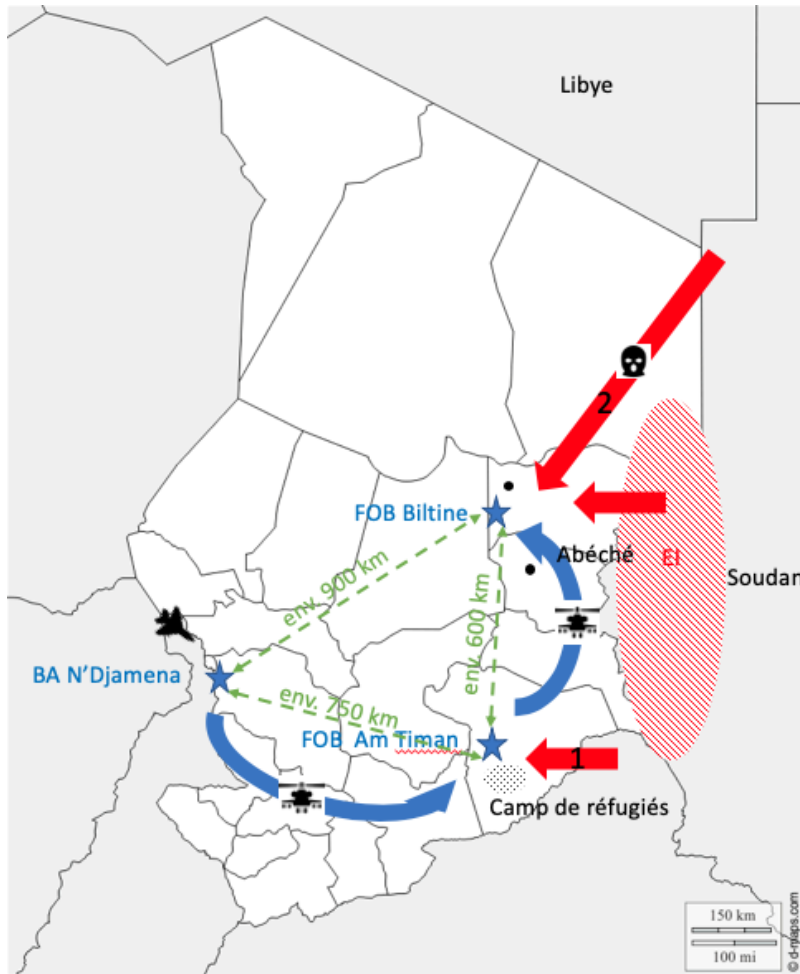 Libye
2
FOB Biltine
Abéché
EI
Soudan
env. 900 km
env. 600 km
BA N’Djamena
env. 750 km
FOB Am Timan
1
Camp de réfugiés
150 km
100 mi
© d-maps.com